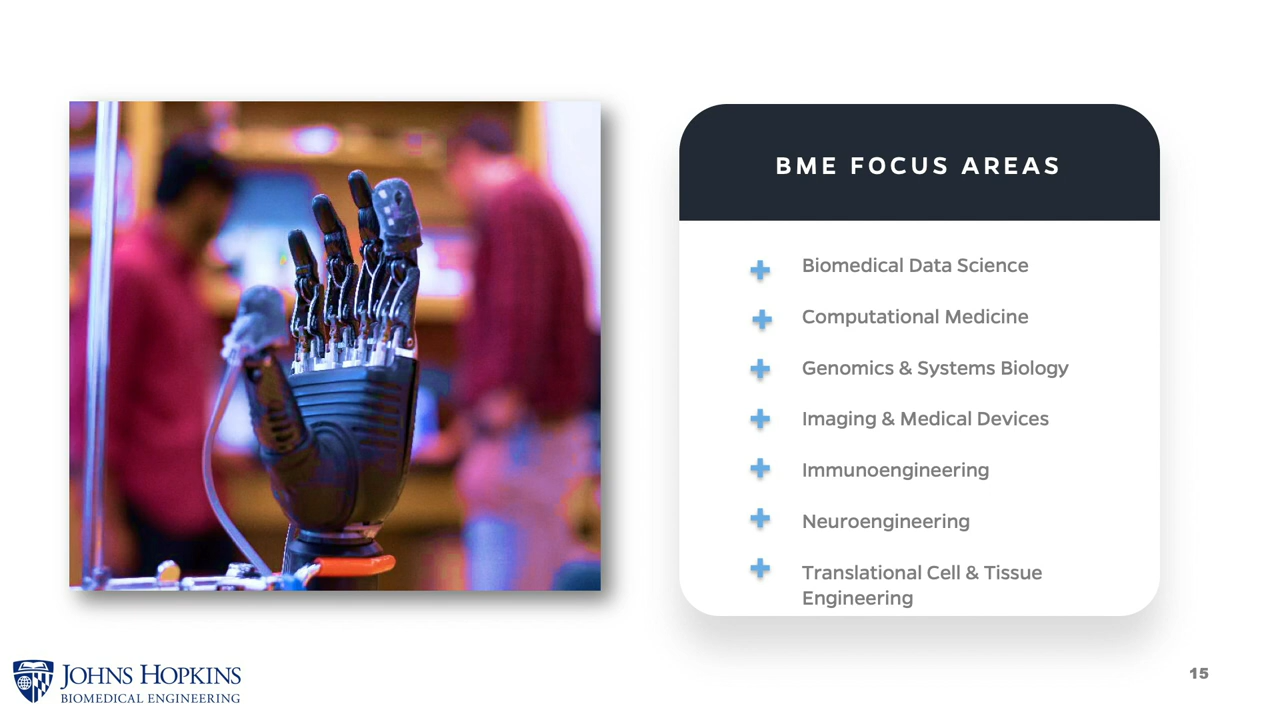 BME FOCUS AREAS
Biomedical Data Science
Computational Medicine
Genomics & Systems Biology
Imaging & Medical Devices
Immunoengineering
Neuroengineering
Translational Cell & Tissue
Engineering
JOHNS HOPKINS
BIOMEDICAL ENGINEERING
15